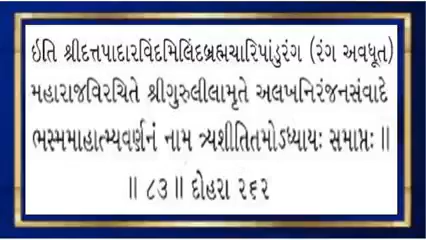 ઇતિ શ્રીદત્તપાદારવિંદમિલિંદબ્રહ્મચારિપાંડુરંગ (રંગ અવધૂત)
મહારાજવિરચિતે શ્રીગુરુલીલામૃતે અલખનિરંજનસંવાદે
ભસ્મમાહાત્મ્યવર્ણનં નામ ત્ર્યશીતિતમોઽધ્યાયઃ સમાપ્તઃ ॥
॥ ૮૩ ॥ દોહરા ૨૬૨